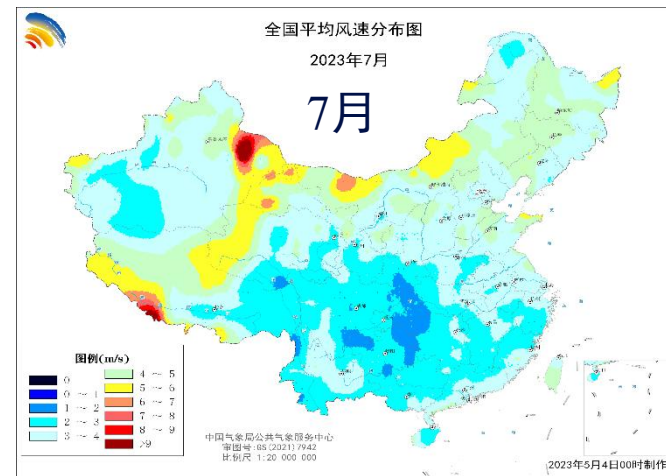 全国平均风速分布图
2023年7月
7月
图例(m/s)
0
0 ~ 1
1 ~ 2
2 ~ 3
3 ~ 4
4 ~ 5
5 ~ 6
6 ~ 7
7 ~ 8
8 ~ 9
>9
中国气象局公共气象服务中心
审图号:GS(2021)7942
比例尺 1:20 000 000
2023年5月4日00时制作